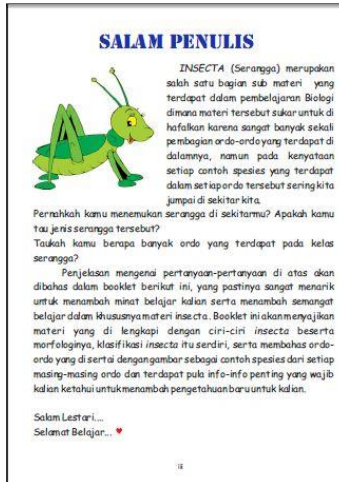 SALAM PENULIS
INSECTA (Serangga) merupakan
salah satu bagian sub materi yang
terdapat dalam pembelajaran Biologi
dimana materi tersebut sukar untuk di
hafalkan karena sangat banyak sekali
pembagian ordo-ordo yang terdapat di
dalamnya, namun pada kenyataan
setiap contoh spesies yang terdapat
dalam setiap ordo tersebut sering kita
jumpai di sekitar kita.
Pernahkah kamu menemukan serangga di sekitarmu? Apakah kamu
tau jenis serangga tersebut?
Taukah kamu berapa banyak ordo yang terdapat pada kelas
serangga?
Penjelasan mengenai pertanyaan-pertanyaan di atas akan
dibahas dalam booklet berikut ini, yang pastinya sangat menarik
untuk menambah minat belajar kalian serta menambah semangat
belajar dalam khususnya materi insecta. Booklet ini akan menyajikan
materi yang di lengkapi dengan ciri-ciri insecta beserta
morfologinya, klasifikasi insecta itu serdiri, serta membahas ordo-
ordo yang di sertai dengan gambar sebagai contoh spesies dari setiap
masing-masing ordo dan terdapat pula info-info penting yang wajib
kalian ketahui untuk menambah pengetahuan baru untuk kalian.
Salam Lestari....
Selamat Belajar... ♥